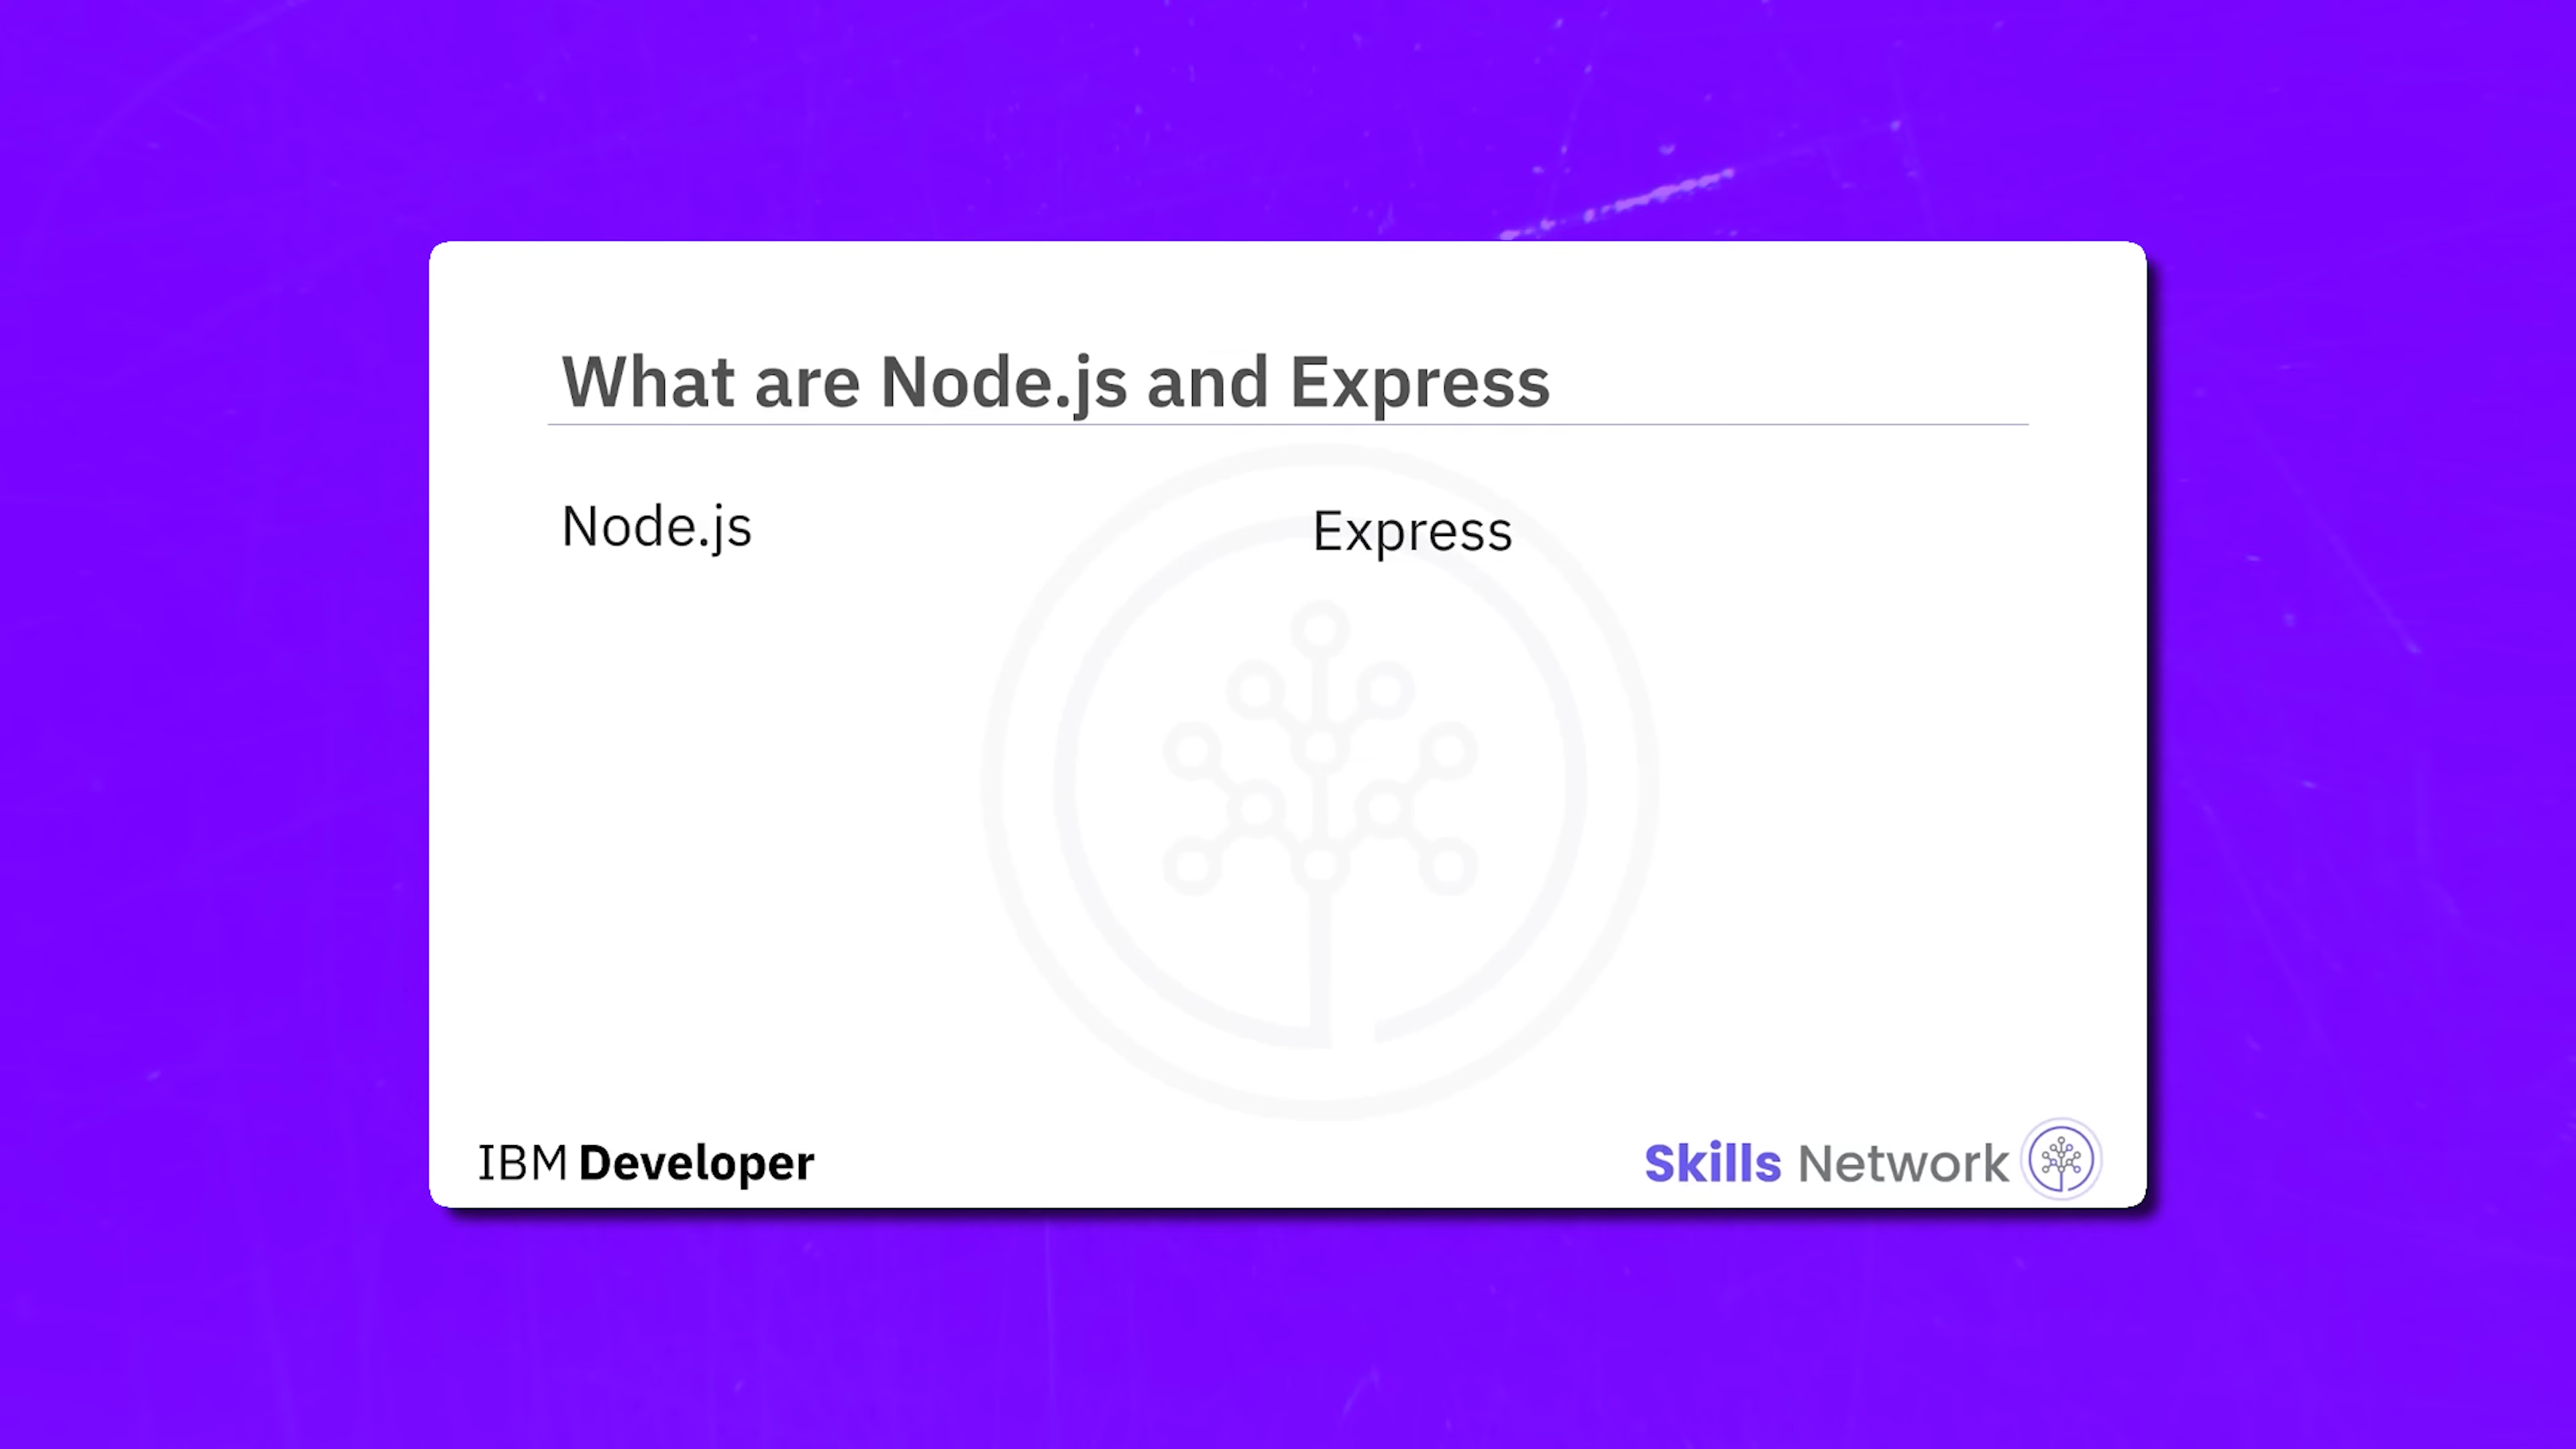 What are Node.js and Express
Node.js
Express
IBM Developer
Skills Network